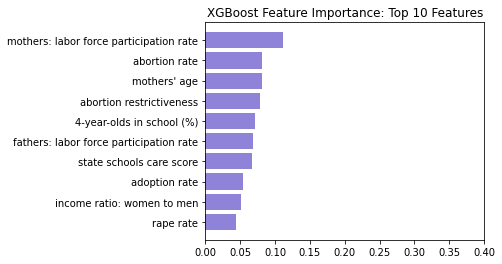 XGBoost Feature Importance: Top 10 Features
mothers: labor force participation rate
abortion rate
mothers' age
abortion restrictiveness
4-year-olds in school (%)
fathers: labor force participation rate
state schools care score
adoption rate
income ratio: women to men
rape rate
0.00 0.05 0.10 0.15 0.20 0.25 0.30 0.35 0.40